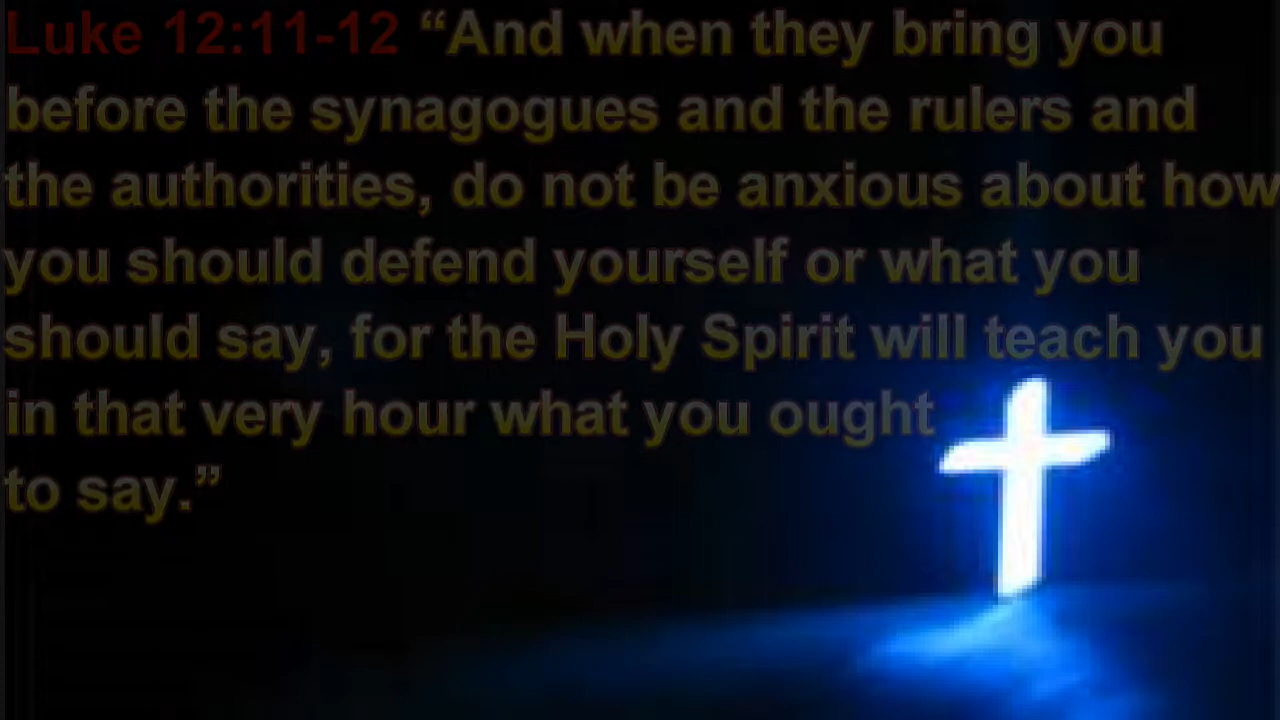 Luke 12:11-12 “And when they bring you
before the synagogues and the rulers and
the authorities, do not be anxious about how
you should defend yourself or what you
should say, for the Holy Spirit will teach you
in that very hour what you ought
to say.”